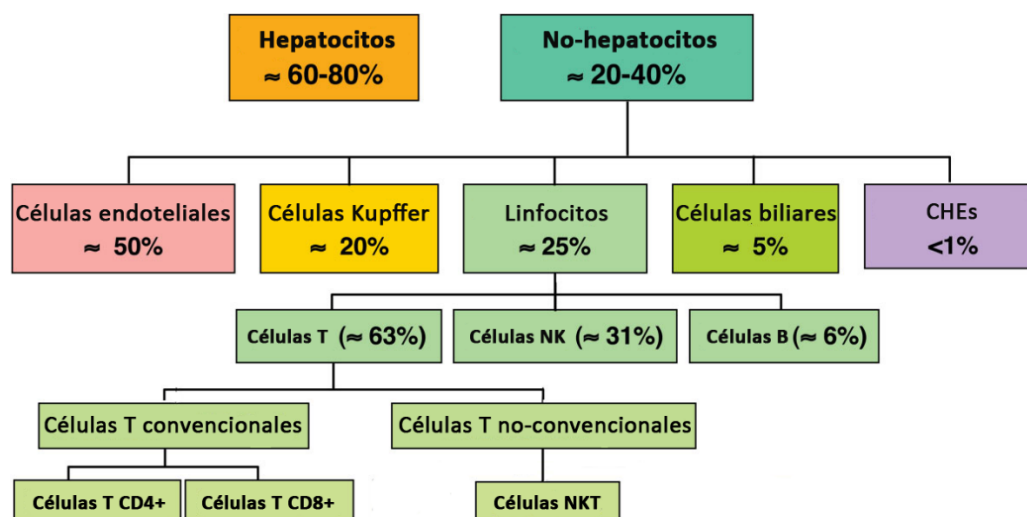 Hepatocitos
≈ 60-80%
No-hepatocitos
≈ 20-40%
Células endoteliales
≈ 50%
Células Kupffer
≈ 20%
Linfocitos
≈ 25%
Células biliares
≈ 5%
CHEs
<1%
Células T (≈ 63%)
Células NK (≈ 31%)
Células B (≈ 6%)
Células T convencionales
Células T no-convencionales
Células T CD4+
Células T CD8+
Células NKT